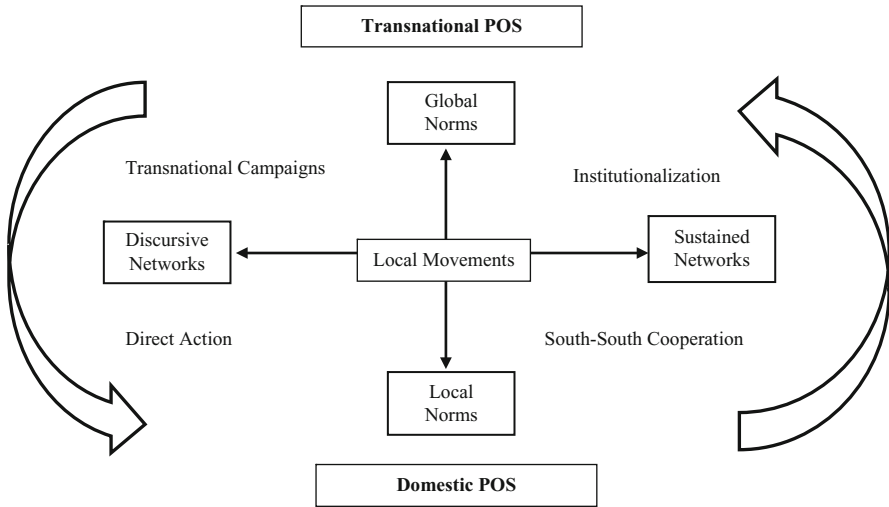 Transnational POS
Global
Norms
Transnational Campaigns
Institutionalization
Discursive
Networks
Local Movements
Sustained
Networks
Direct Action
South-South Cooperation
Local
Norms
Domestic POS